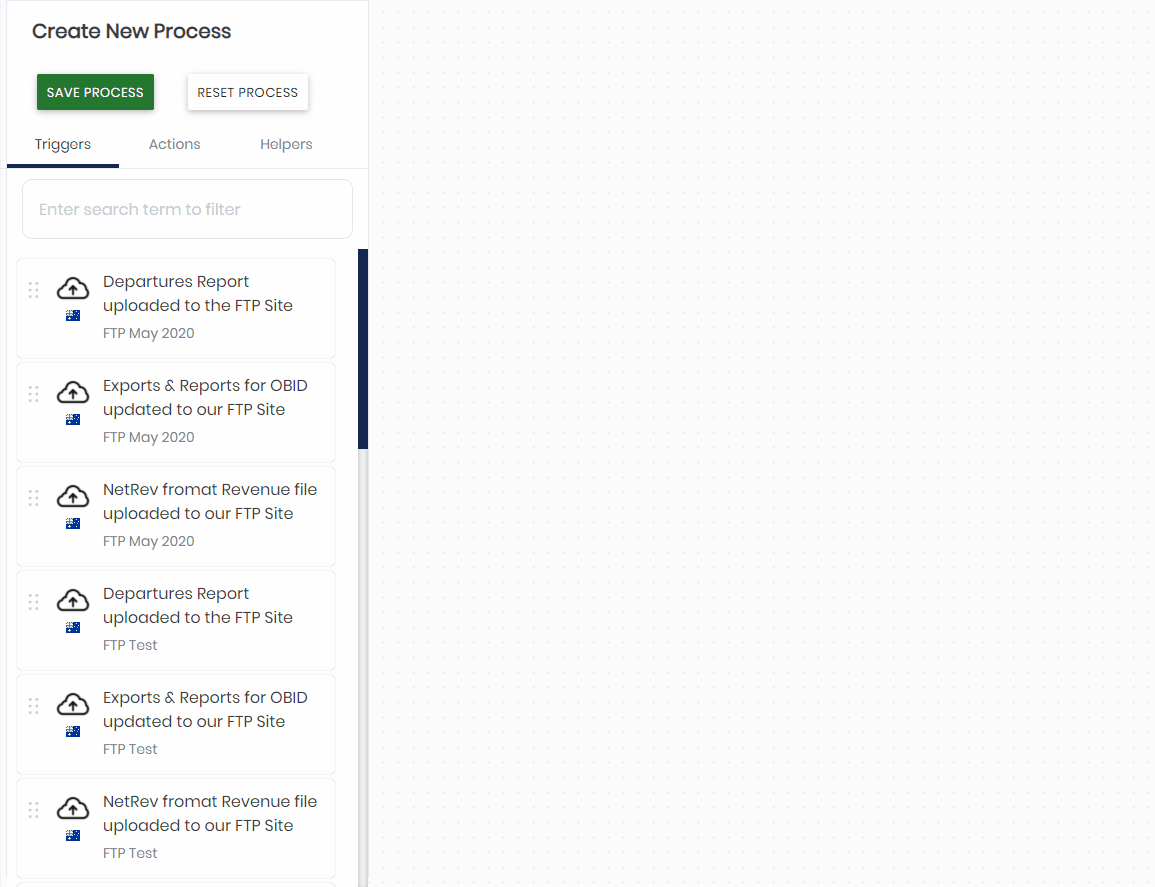 Create New Process
SAVE PROCESS RESET PROCESS
Triggers Actions Helpers
Enter search term to filter
Departures Report
uploaded to the FTP Site
FTP May 2020
Exports & Reports for OBID
updated to our FTP Site
FTP May 2020
NetRev fromat Revenue file
uploaded to our FTP Site
FTP May 2020
Departures Report
uploaded to the FTP Site
FTP Test
Exports & Reports for OBID
updated to our FTP Site
FTP Test
NetRev fromat Revenue file
uploaded to our FTP Site
FTP Test